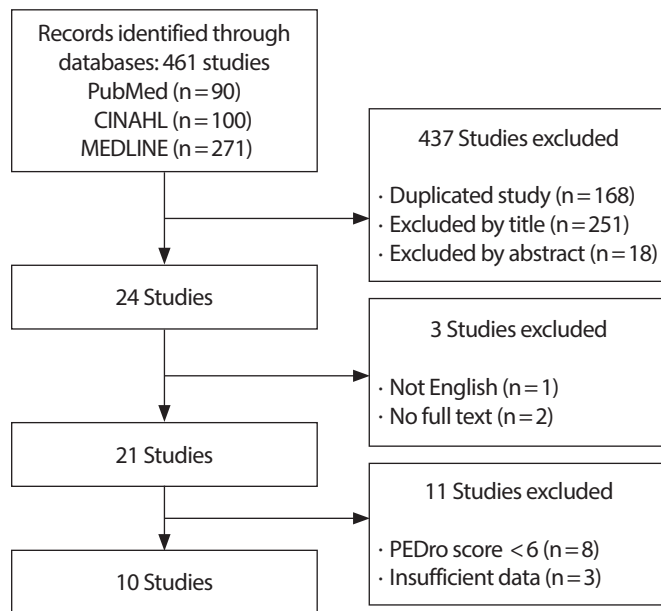 Records identified through
databases: 461 studies
PubMed (n=90)
CINAHL (n=100)
MEDLINE (n=271)
437 Studies excluded
· Duplicated study (n=168)
· Excluded by title (n=251)
· Excluded by abstract (n=18)
24 Studies
3 Studies excluded
· Not English (n=1)
· No full text (n=2)
21 Studies
11 Studies excluded
· PEDro score <6 (n=8)
· Insufficient data (n=3)
10 Studies